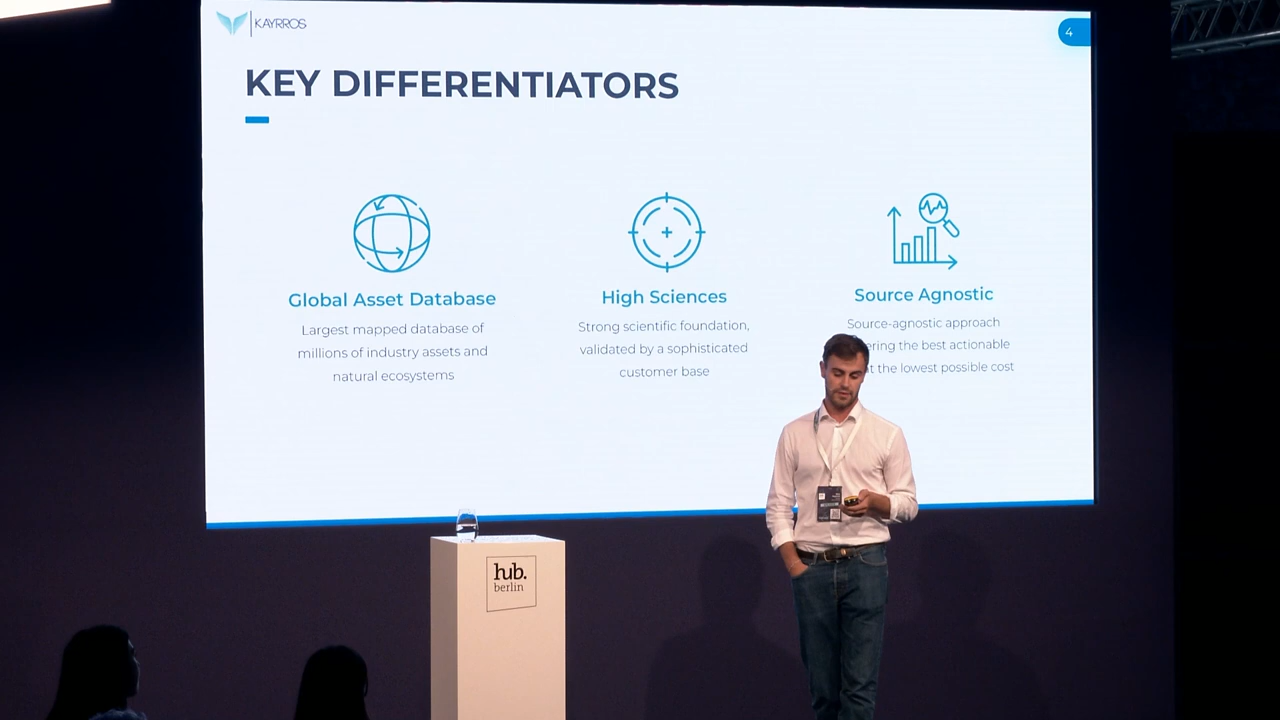 KAYRROS
4
KEY DIFFERENTIATORS
Global Asset Database
Largest mapped database of
millions of industry assets and
natural ecosystems
High Sciences
Strong scientific foundation,
validated by a sophisticated
customer base
Source Agnostic
Source-agnostic approach
the best actionable
the lowest possible cost
hub.
berlin